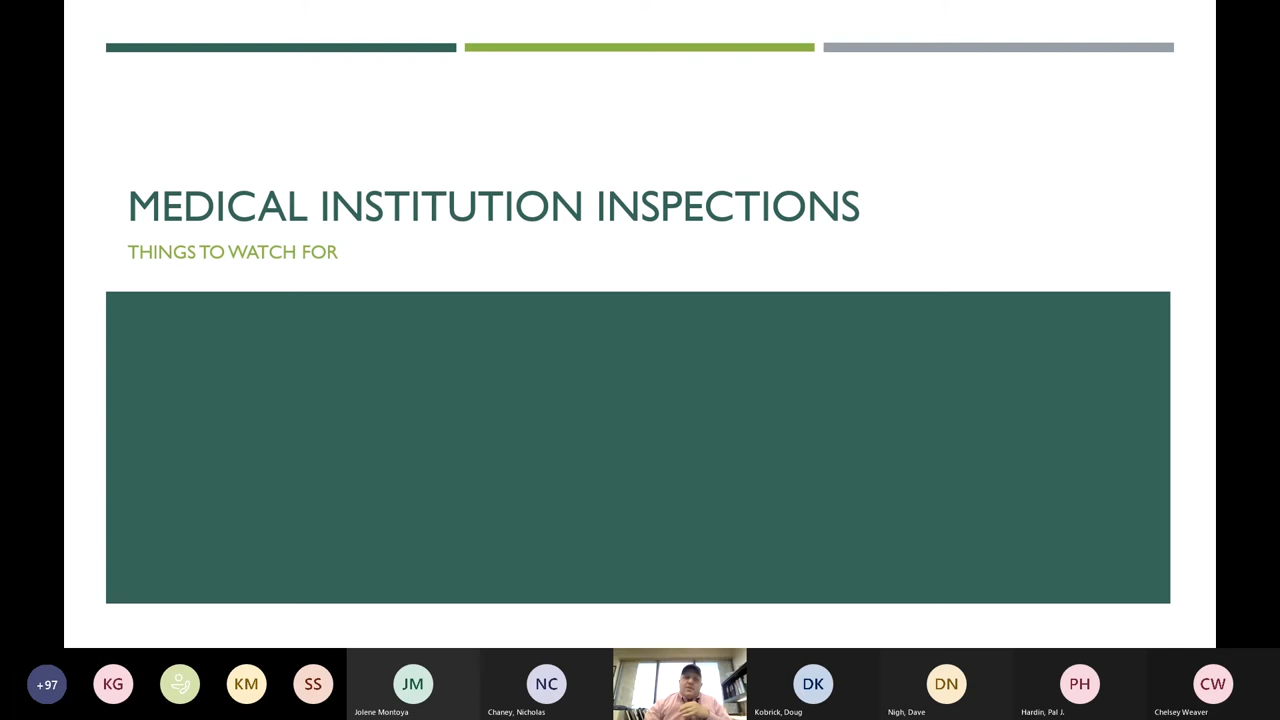 MEDICAL INSTITUTION INSPECTIONS
THINGS TO WATCH FOR
+97
KG
KM
SS
JM
NC
DK
DN
PH
CW
Jolene Montoya
Chaney, Nicholas
Kobrick, Doug
Nigh, Dave
Hardin, Pal J.
Chelsey Weaver